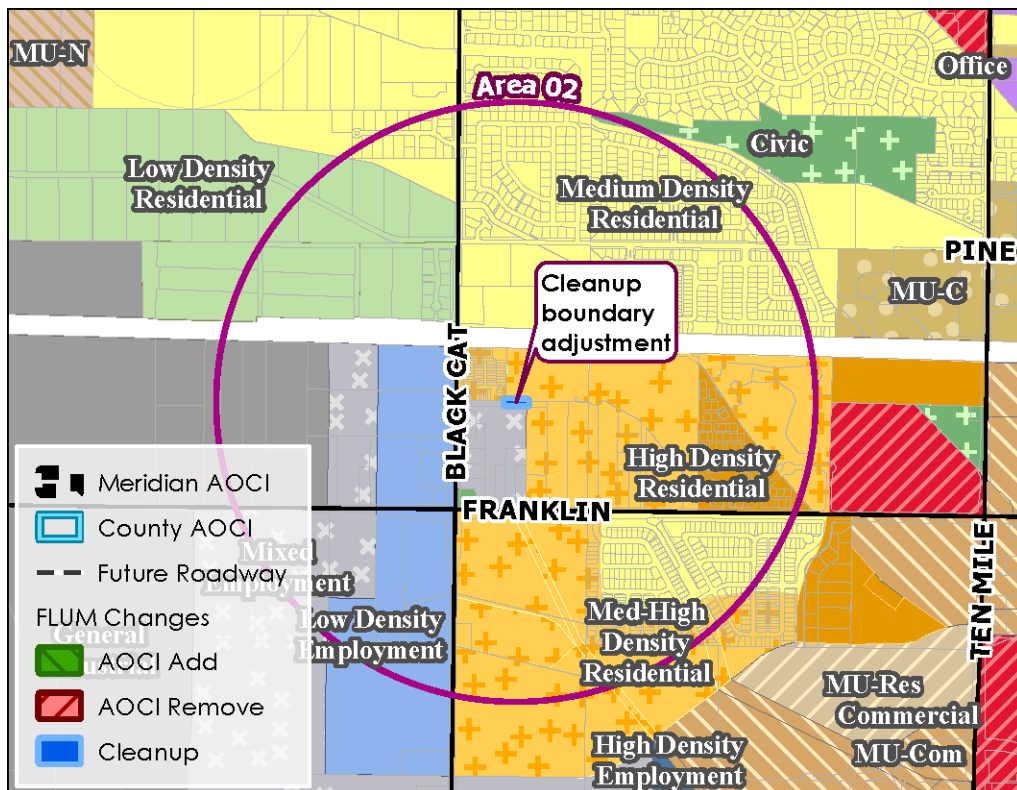 MU-N
Area 02
Office
Civic
Low Density
Residential
Medium Density
Residential
PINE
MU-C
Cleanup
boundary
adjustment
BLACK CAT
High Density
Residential
FRANKLIN
Mixed
Employment
Low Density
Employment
General
Med-High
Density
Residential
TEN-MILE
MU-Res
Commercial
MU-Com
High Density
Employment
Meridian AOCI
County AOCI
Future Roadway
FLUM Changes
AOCI Add
AOCI Remove
Cleanup